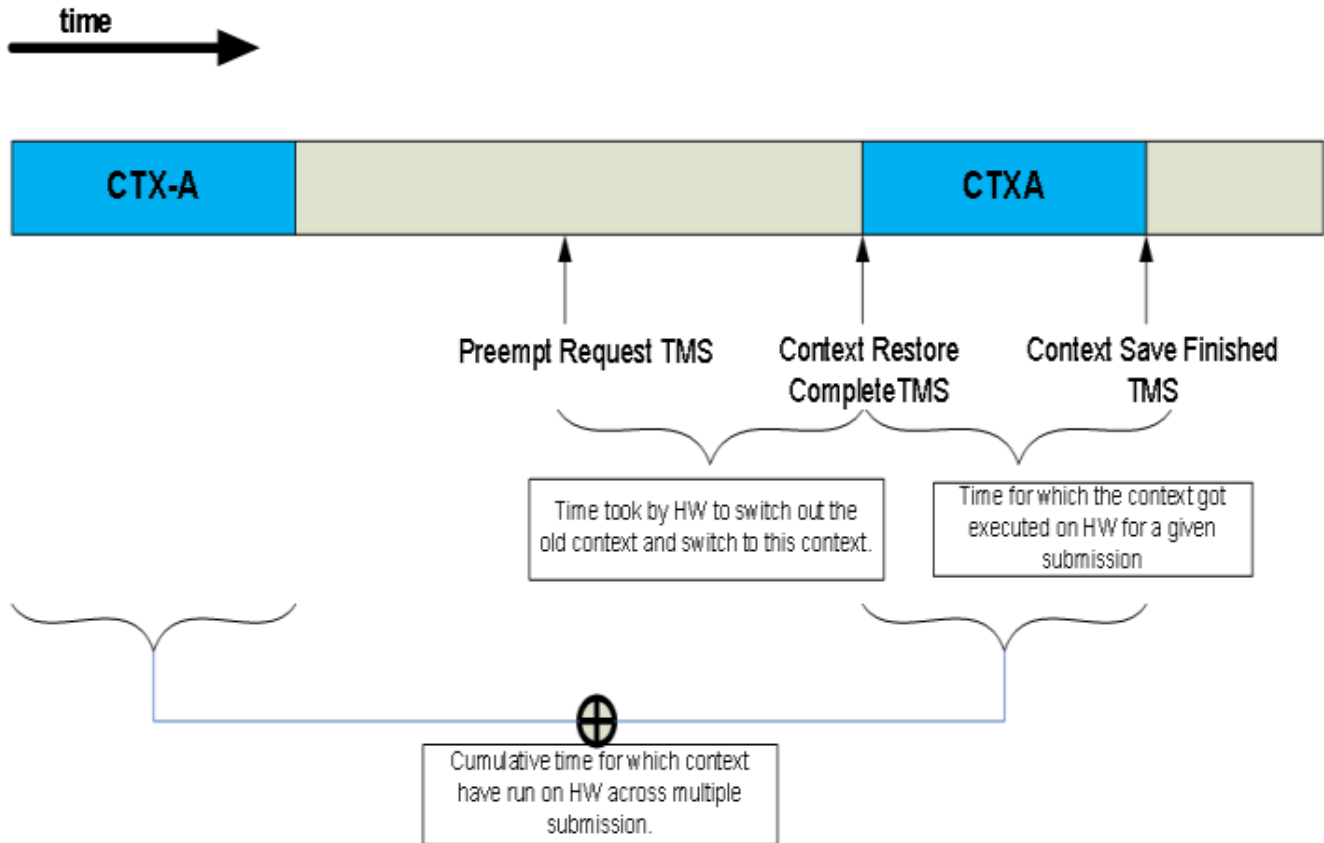 time
CTX-A
CTXA
Preempt Request TMS
Context Restore
Complete TMS
Context Save Finished
TMS
Time took by HW to switch out the
old context and switch to this context.
Time for which the context got
executed on HW for a given
submission
Cumulative time for which context
have run on HW across multiple
submission.